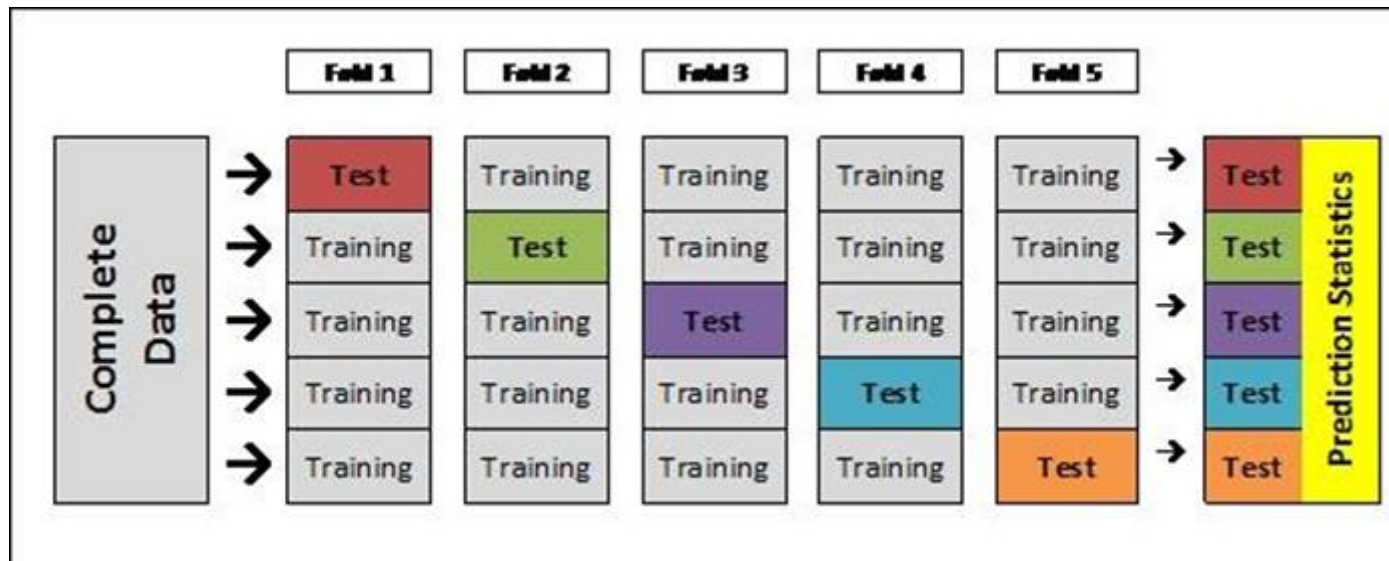 Fold 1 Fold 2 Fold 3 Fold 4 Fold 5
Complete
Data
Test Training Training Training Training Test
Training Test Training Training Training Test
Training Training Test Training Training Test
Training Training Training Test Training Test
Training Training Training Training Test Test
Prediction Statistics